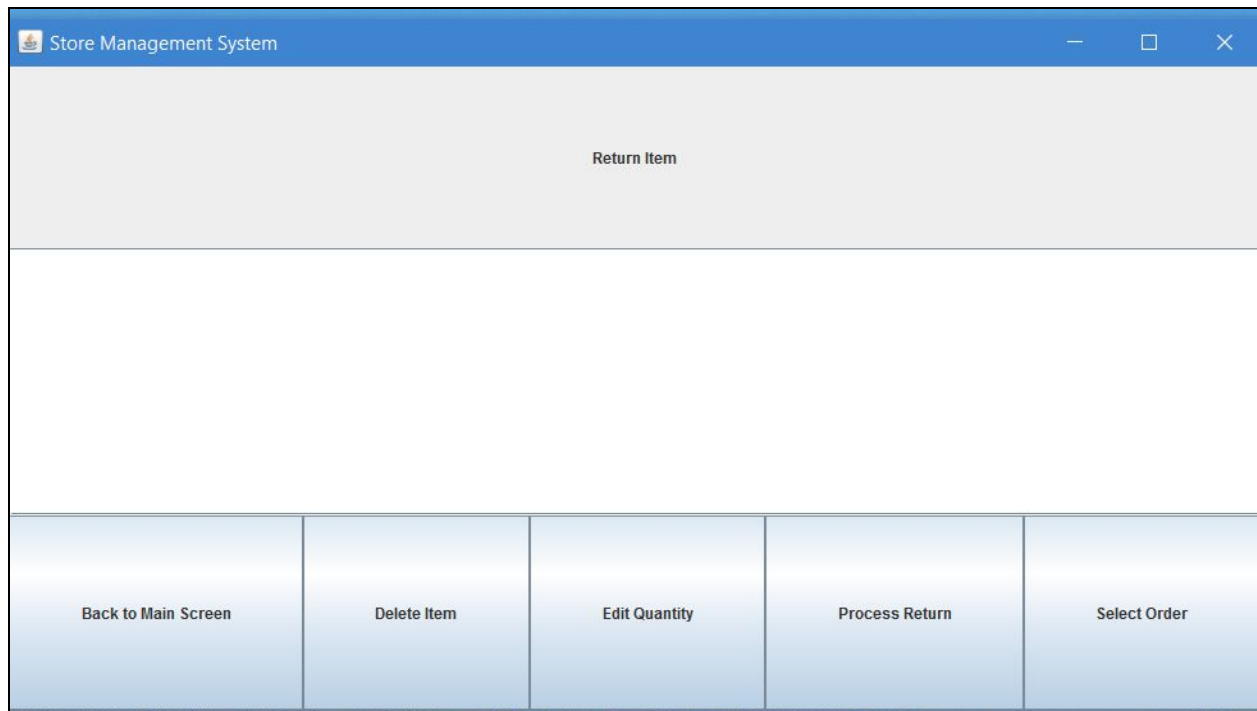 Store Management System
Return Item
Back to Main Screen
Delete Item
Edit Quantity
Process Return
Select Order